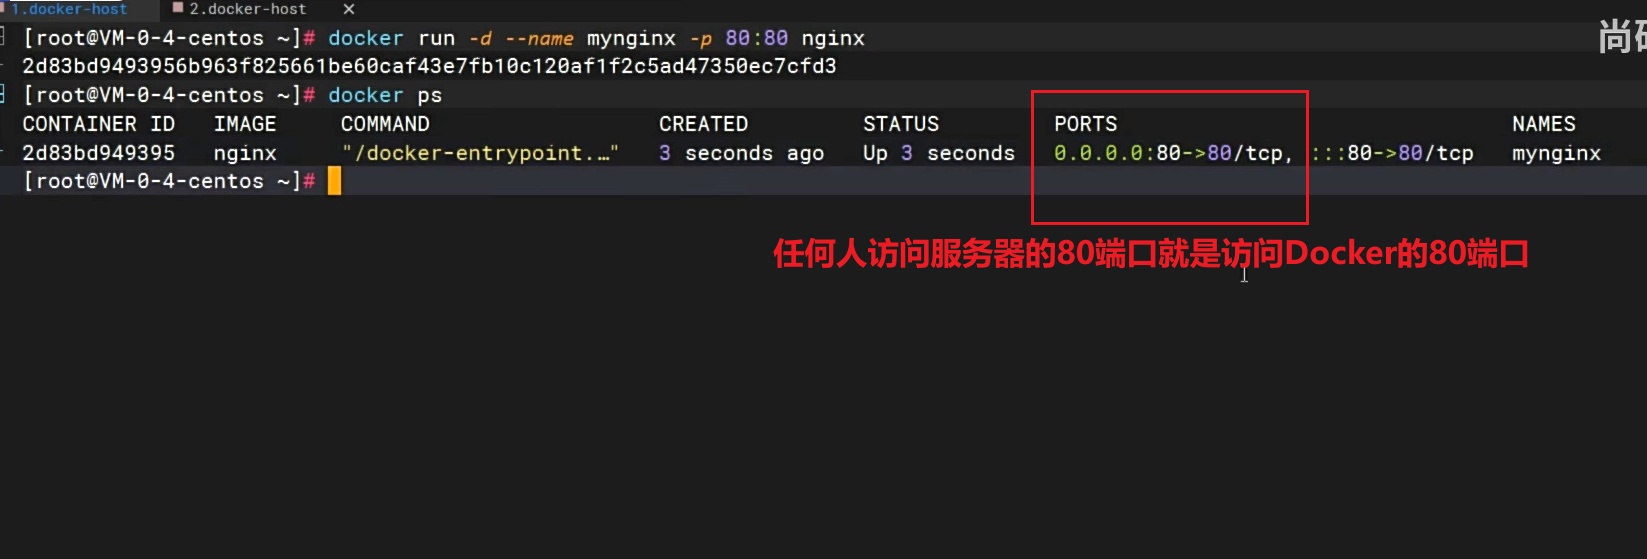 1.docker-host 2.docker-host ×
[root@VM-0-4-centos ~]# docker run -d --name mynginx -p 80:80 nginx
尚
2d83bd9493956b963f825661be60caf43e7fb10c120af1f2c5ad47350ec7cfd3
[root@VM-0-4-centos ~]# docker ps
CONTAINER ID IMAGE COMMAND CREATED STATUS PORTS NAMES
2d83bd949395 nginx "/docker-entrypoint.…" 3 seconds ago Up 3 seconds 0.0.0.0:80->80/tcp, :::80->80/tcp mynginx
[root@VM-0-4-centos ~]#
任何人访问服务器的80端口就是访问Docker的80端口